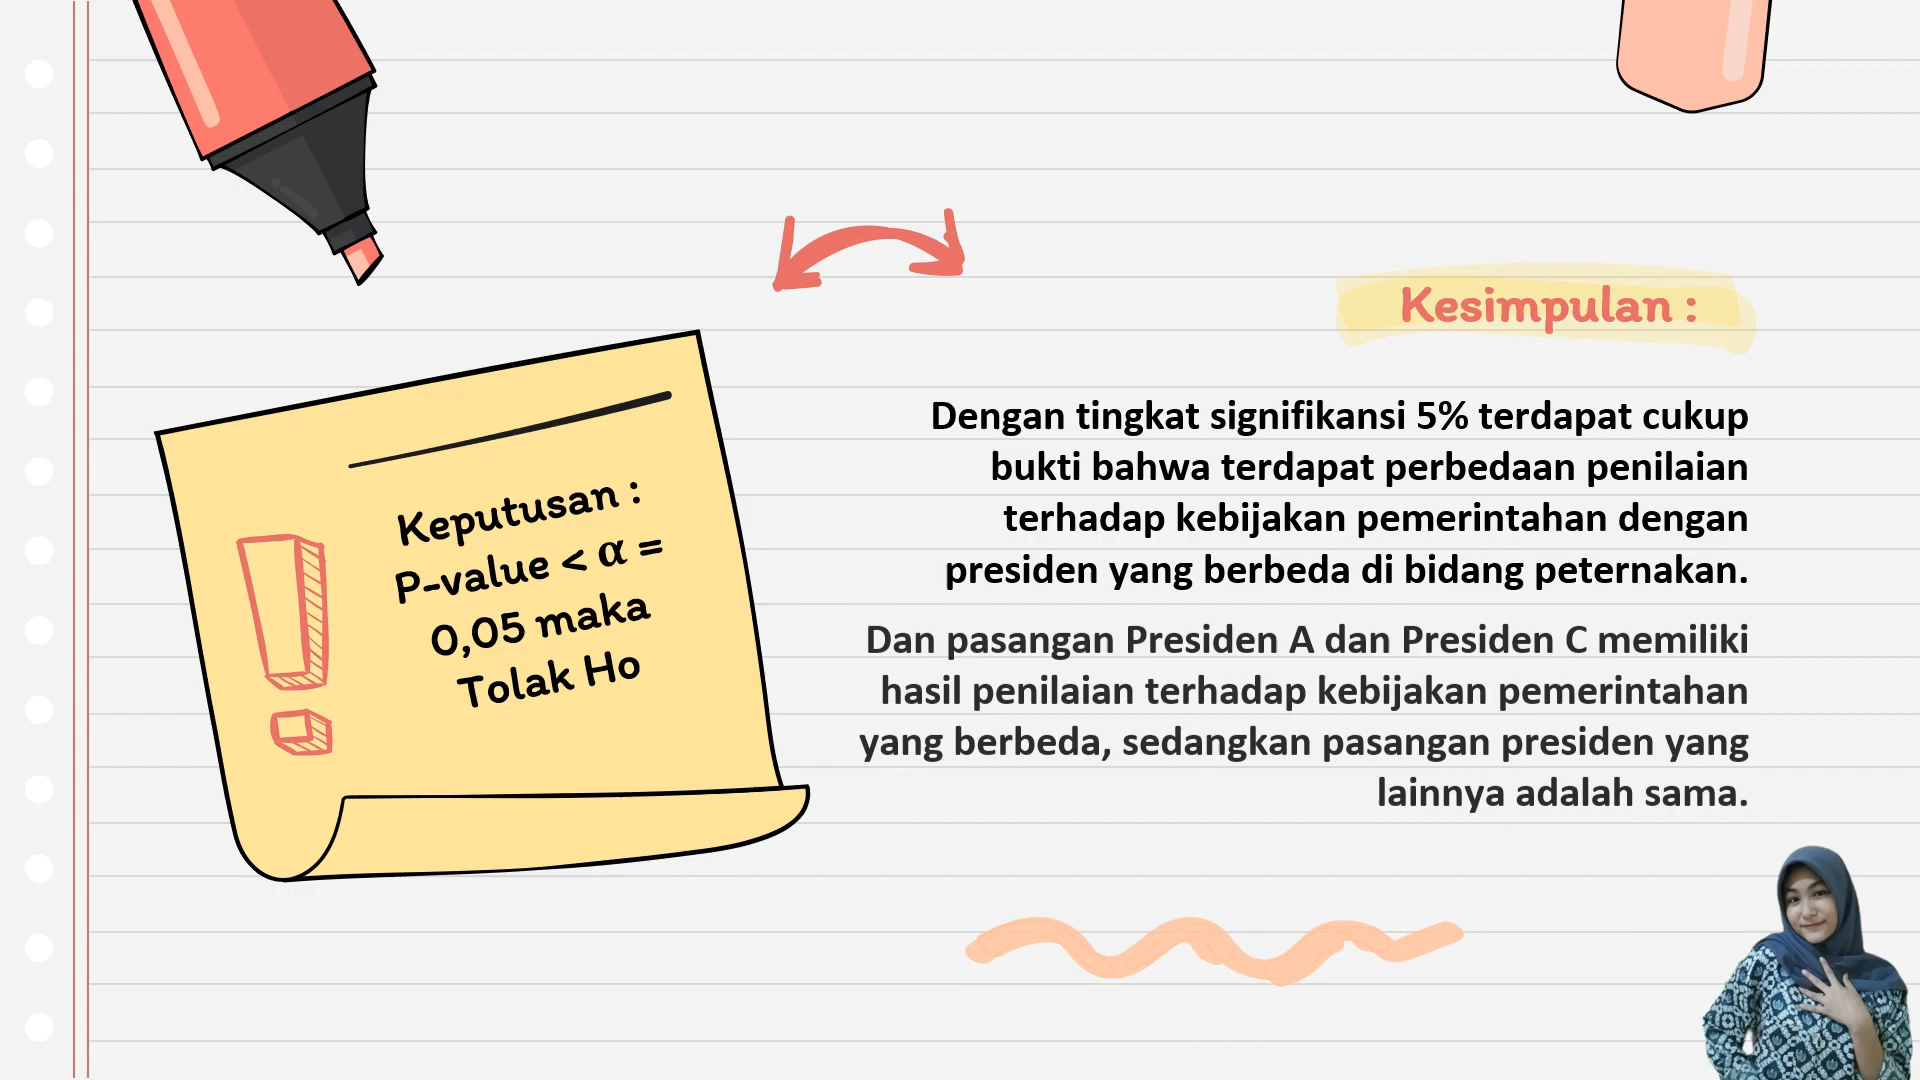 Keputusan :
P-value < α =
0,05 maka
Tolak Ho
Kesimpulan :
Dengan tingkat signifikansi 5% terdapat cukup
bukti bahwa terdapat perbedaan penilaian
terhadap kebijakan pemerintahan dengan
presiden yang berbeda di bidang peternakan.
Dan pasangan Presiden A dan Presiden C memiliki
hasil penilaian terhadap kebijakan pemerintahan
yang berbeda, sedangkan pasangan presiden yang
lainnya adalah sama.